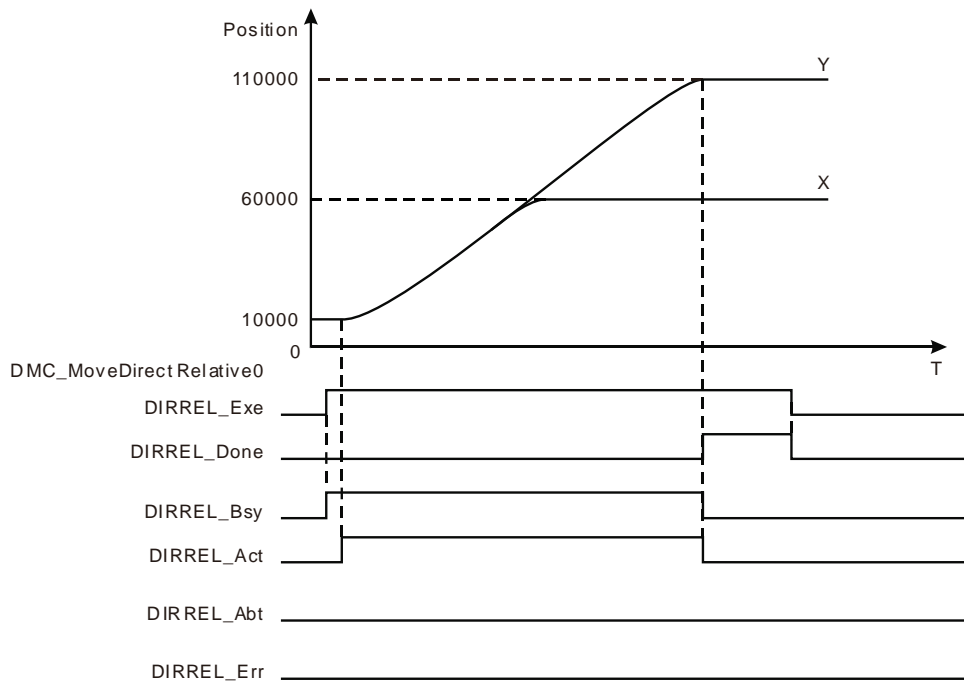 Position
110000
Y
60000
X
10000
0
T
DMC_MoveDirect Relative0
DIRREL_Exe
DIRREL_Done
DIRREL_Bsy
DIRREL_Act
DIRREL_Abt
DIRREL_Err